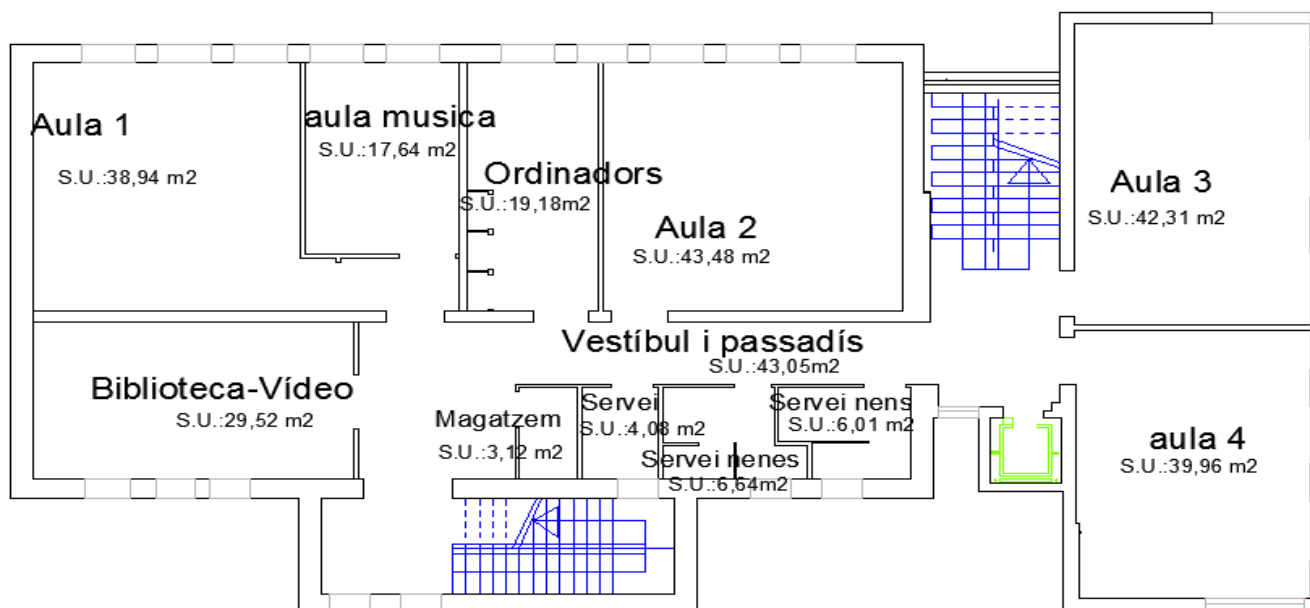 Aula 1
S.U.:38,94 m2
aula musica
S.U.:17,64 m2
Ordinadors
S.U.:19,18m2
Aula 2
S.U.:43,48 m2
Aula 3
S.U.:42,31 m2
Vestíbul i passadís
S.U.:43,05m2
Biblioteca-Vídeo
S.U.:29,52 m2
Magatzem
S.U.:3,12 m2
Servei
S.U.:4,08 m2
Servei nens
S.U.:6,01 m2
Servei nenes
S.U.:6,64m2
aula 4
S.U.:39,96 m2